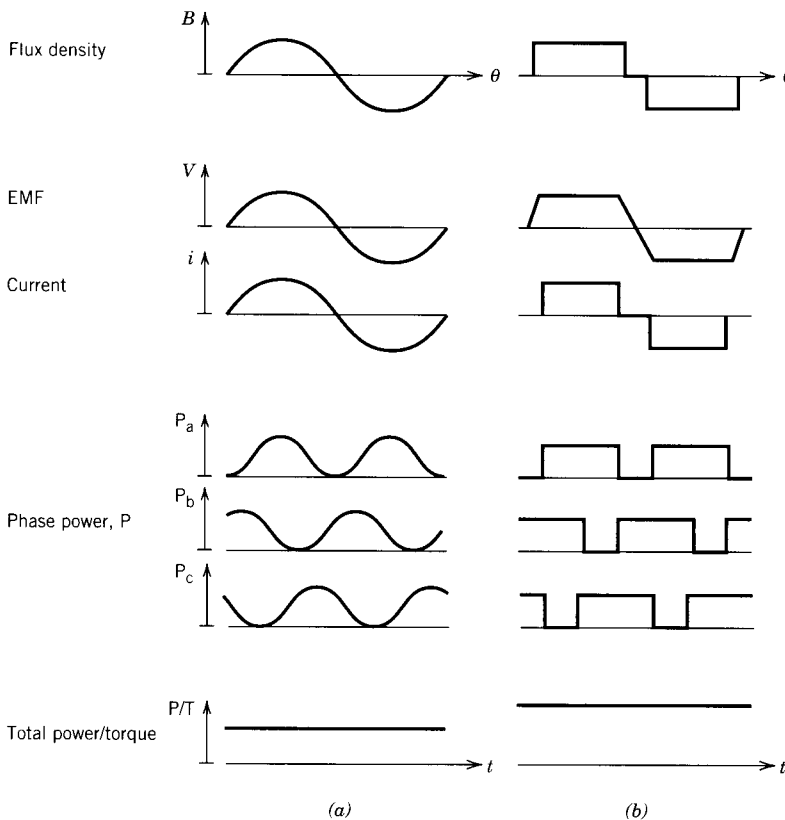 B
Flux density
θ
V
EMF
i
Current
P_a
P_b
Phase power, P
P_c
P/T
Total power/torque
t
t
(a)
(b)